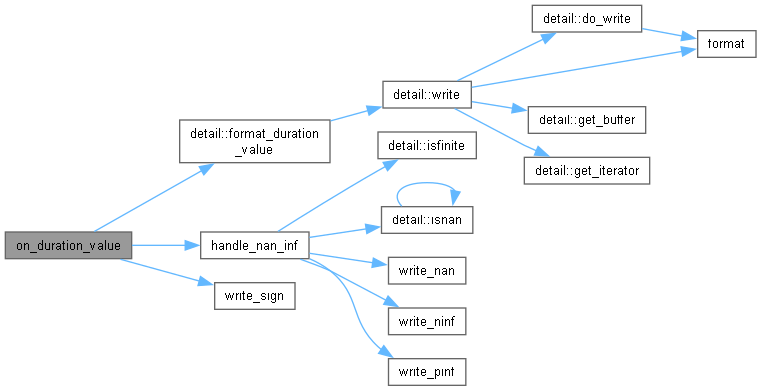 detail::do_write
format
detail::write
detail::get_buffer
detail::format_duration
_value
detail::isfinite
detail::get_iterator
detail::isnan
on_duration_value
handle_nan_inf
write_nan
write_sign
write_ninf
write_pinf